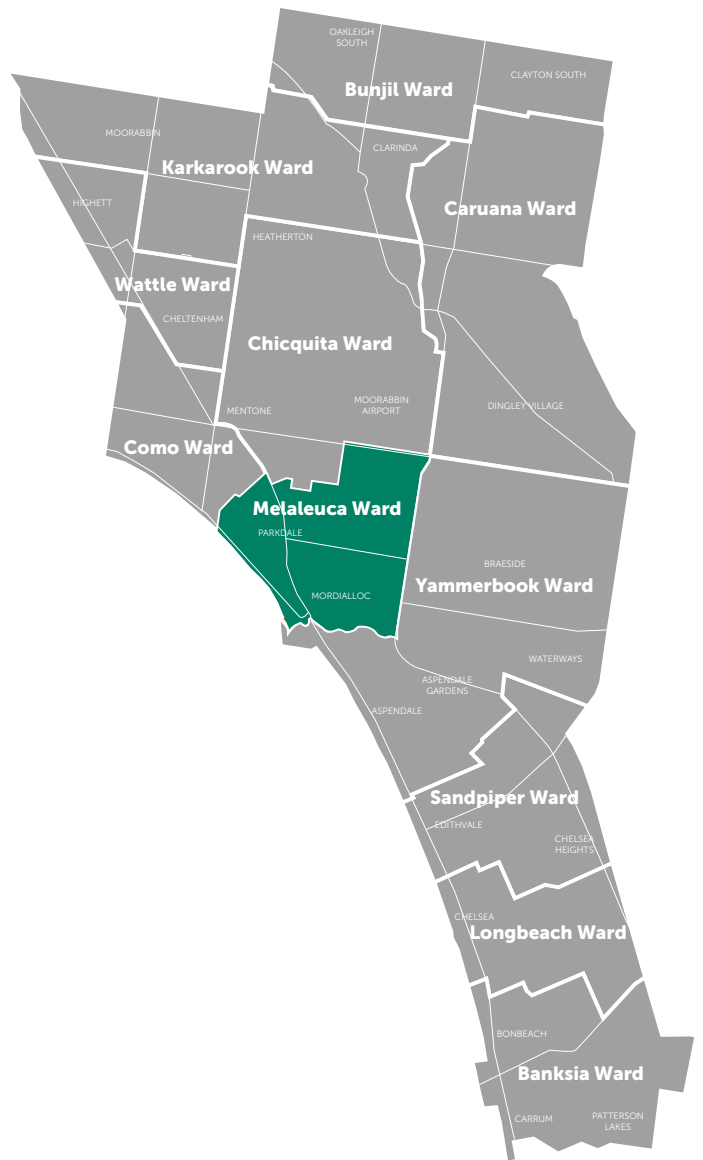 OAKLEIGH
SOUTH
CLAYTON SOUTH
Bunjil Ward
MOORABBIN
CLARINDA
Karkarook Ward
HIGHETT
Caruana Ward
HEATHERTON
Wattle Ward
CHELTENHAM
Chicquita Ward
MENTONE
MOORABBIN
AIRPORT
DINGLEY VILLAGE
Como Ward
Melaleuca Ward
PARKDALE
BRAESIDE
Yammerbook Ward
MORDIALLOC
WATERWAYS
ASPENDALE
GARDENS
ASPENDALE
Sandpiper Ward
EDITHVALE
CHELSEA
HEIGHTS
CHELSEA
Longbeach Ward
BONBEACH
Banksia Ward
CARRUM
PATTERSON
LAKES